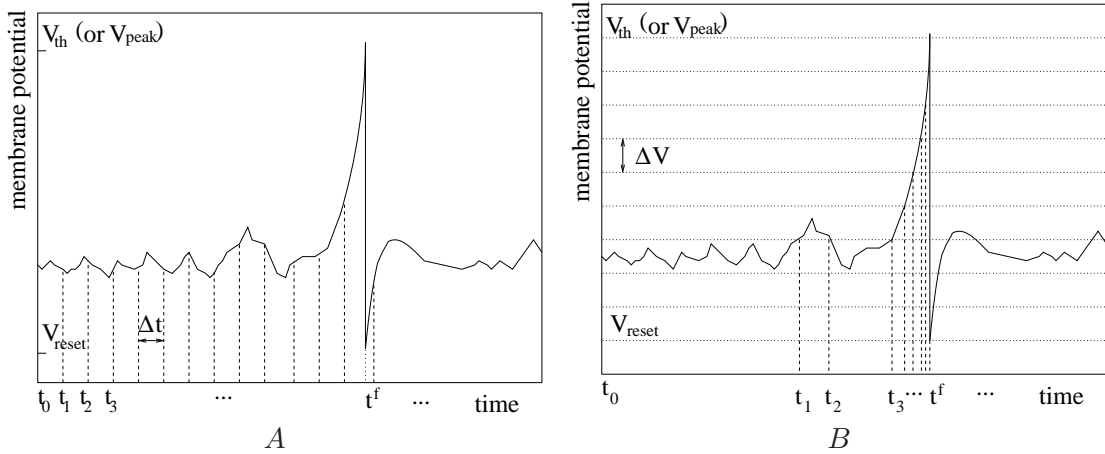 V_th (or V_peak)
membrane potential
V_reset
Δt
t_0 t_1 t_2 t_3 ... t^f ... time
A
V_th (or V_peak)
membrane potential
ΔV
V_reset
t_0 t_1 t_2 t_3 ... t^f ... time
B